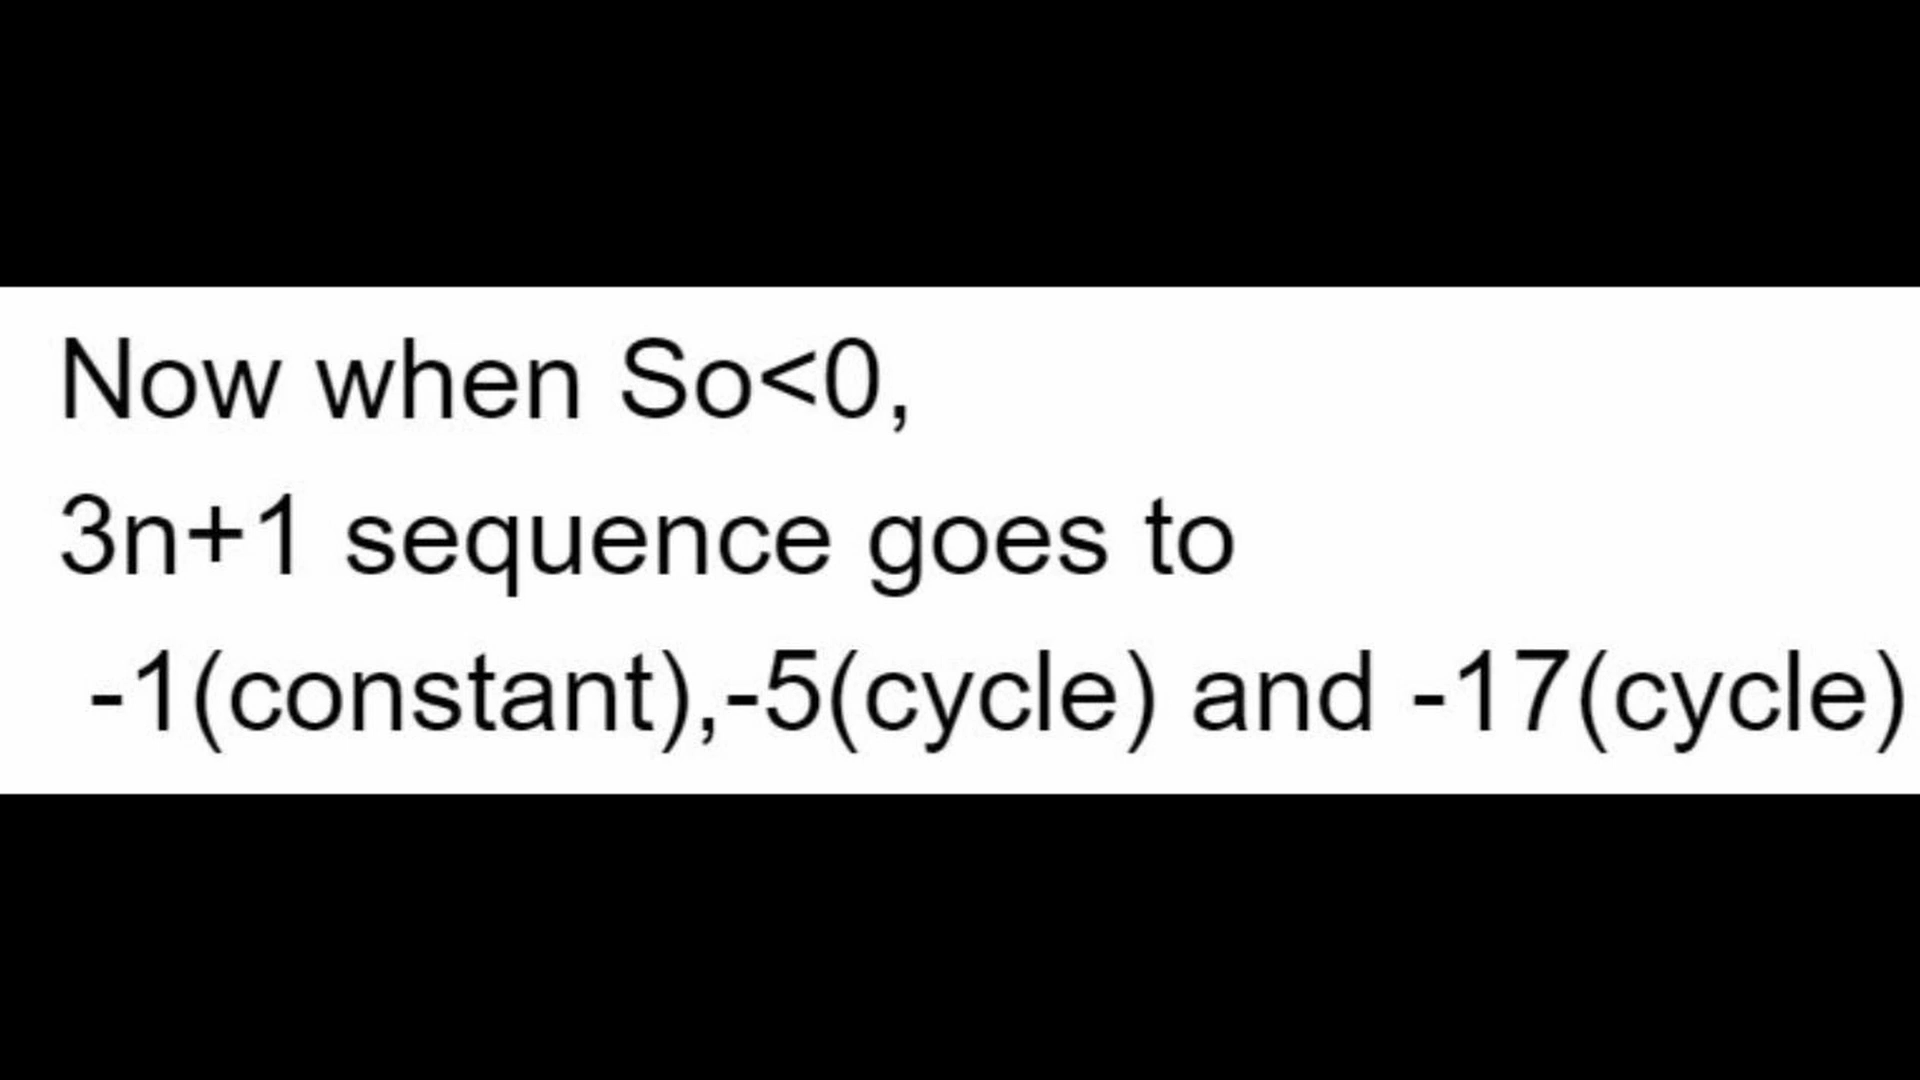 Now when So<0,
3n+1 sequence goes to
-1(constant),-5(cycle) and -17(cycle)